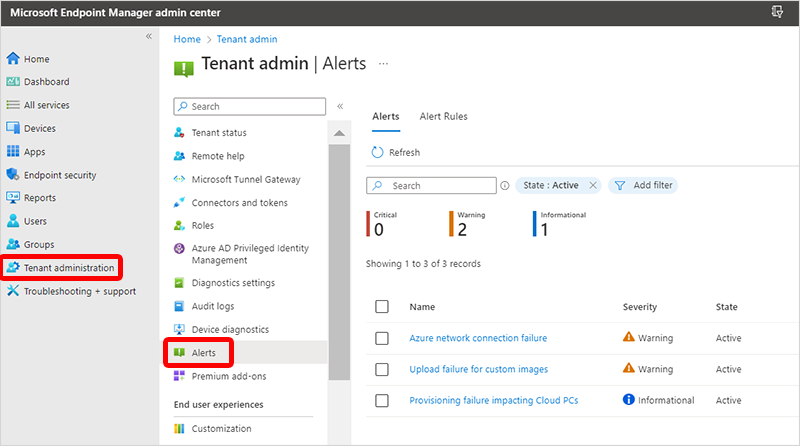 Microsoft Endpoint Manager admin center
«
Home
Dashboard
All services
Devices
Apps
Endpoint security
Reports
Users
Groups
Tenant administration
Troubleshooting + support
Home > Tenant admin
Tenant admin | Alerts ...
Search «
Tenant status
Remote help
Microsoft Tunnel Gateway
Connectors and tokens
Roles
Azure AD Privileged Identity
Management
Diagnostics settings
Audit logs
Device diagnostics
Alerts
Premium add-ons
End user experiences
Customization
Alerts Alert Rules
Refresh
Search State : Active Add filter
Critical Warning Informational
0 2 1
Showing 1 to 3 of 3 records
Name Severity State
Azure network connection failure Warning Active
Upload failure for custom images Warning Active
Provisioning failure impacting Cloud PCs Informational Active